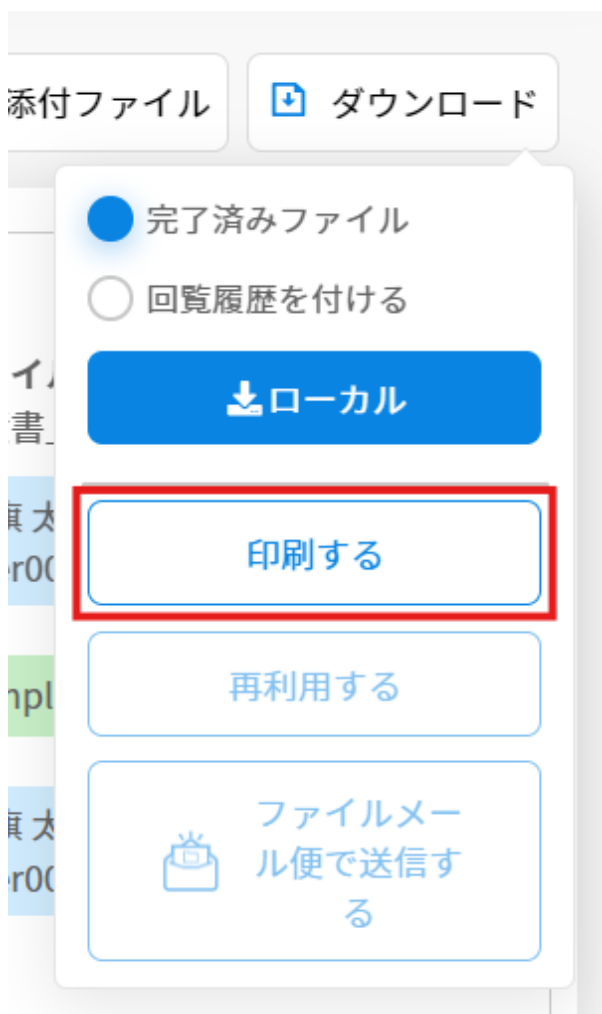 添付ファイル
ダウンロード
完了済みファイル
回覧履歴を付ける
ローカル
書_
印刷する
再利用する
ファイルメー
ル便で送信す
る